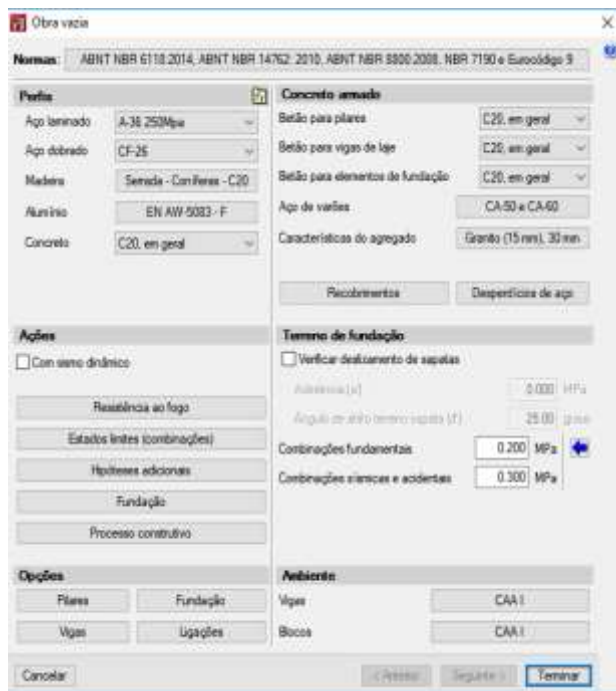 Obra vazia
Normas: ABNT NBR 6118:2014, ABNT NBR 14762: 2010, ABNT NBR 8800:2008, NBR 7190 e Eurocódigo 9
Perfis
Aço laminado A-36 250Mpa
Aço dobrado CF-26
Madeira Serrada - Coníferas - C20
Alumínio EN AW-5083 - F
Concreto C20, em geral
Concreto armado
Betão para pilares C20, em geral
Betão para vigas de laje C20, em geral
Betão para elementos de fundação C20, em geral
Aço de varões CA-50 e CA-60
Características do agregado Granito (15 mm), 30 mm
Recobrimentos Desperdícios de aço
Ações
Com sismo dinâmico
Resistência ao fogo
Estados limites (combinações)
Hipóteses adicionais
Fundação
Processo construtivo
Terreno de fundação
Verificar deslizamento de sapatas
0.000 MPa
Ângulo de atrito terreno sapata 25.00 graus
Combinações fundamentais 0.200 MPa
Combinações sísmicas e acidentais 0.300 MPa
Opções
Pilares Fundação
Vigas Ligações
Ambiente
Vigas CAA I
Blocos CAA I
Cancelar < Anterior Seguinte > Terminar